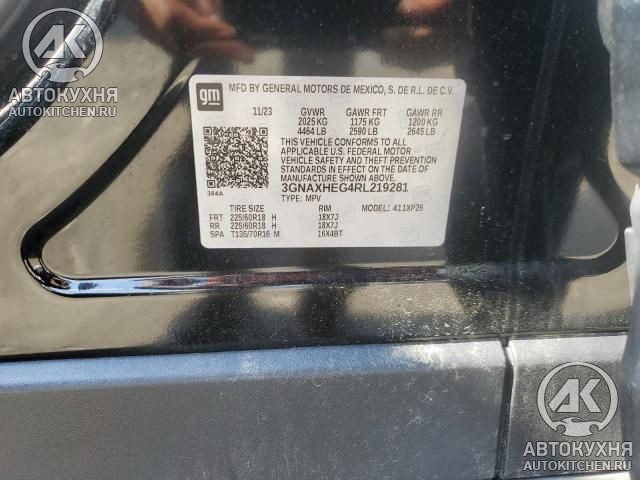 АВТОКУХНЯ
AUTOKITCHEN.RU
gm
MFD BY GENERAL MOTORS DE MEXICO, S. DE R.L. DE C.V.
11/23 GVWR GAWR FRT GAWR RR
2025 KG 1175 KG 1200 KG
4464 LB 2590 LB 2645 LB
THIS VEHICLE CONFORMS TO ALL
APPLICABLE U.S. FEDERAL MOTOR
VEHICLE SAFETY AND THEFT PREVENTION
STANDARDS IN EFFECT ON THE DATE OF
MANUFACTURE SHOWN ABOVE.
384A
3GNAXHEG4RL219281
TYPE: MPV MODEL: 411XP26
TIRE SIZE RIM
FRT 225/60R18 H 18X7J
RR 225/60R18 H 18X7J
SPA T135/70R16 M 16X4BT
AK
АВТОКУХНЯ
AUTOKITCHEN.RU